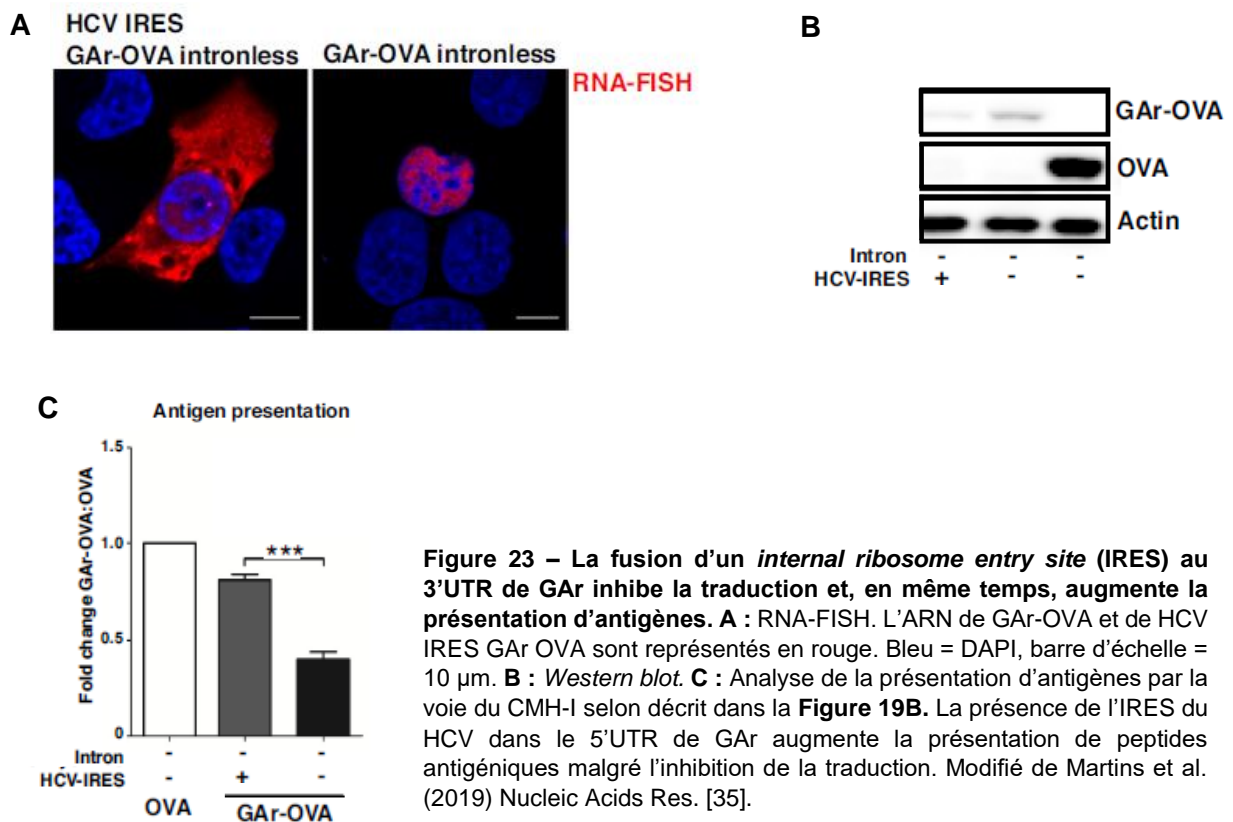 A
HCV IRES
GAr-OVA intronless GAr-OVA intronless
RNA-FISH
B
GAr-OVA
OVA
Actin
Intron - - -
HCV-IRES + - -
C
Antigen presentation
Fold change GAr-OVA:OVA
1.5
1.0
0.5
0
***
Intron - - -
HCV-IRES - + -
OVA GAr-OVA
Figure 23 – La fusion d’un internal ribosome entry site (IRES) au
3’UTR de GAr inhibe la traduction et, en même temps, augmente la
présentation d’antigènes. A : RNA-FISH. L’ARN de GAr-OVA et de HCV
IRES GAr OVA sont représentés en rouge. Bleu = DAPI, barre d’échelle =
10 µm. B : Western blot. C : Analyse de la présentation d’antigènes par la
voie du CMH-I selon décrit dans la Figure 19B. La présence de l’IRES du
HCV dans le 5’UTR de GAr augmente la présentation de peptides
antigéniques malgré l’inhibition de la traduction. Modifié de Martins et al.
(2019) Nucleic Acids Res. [35].